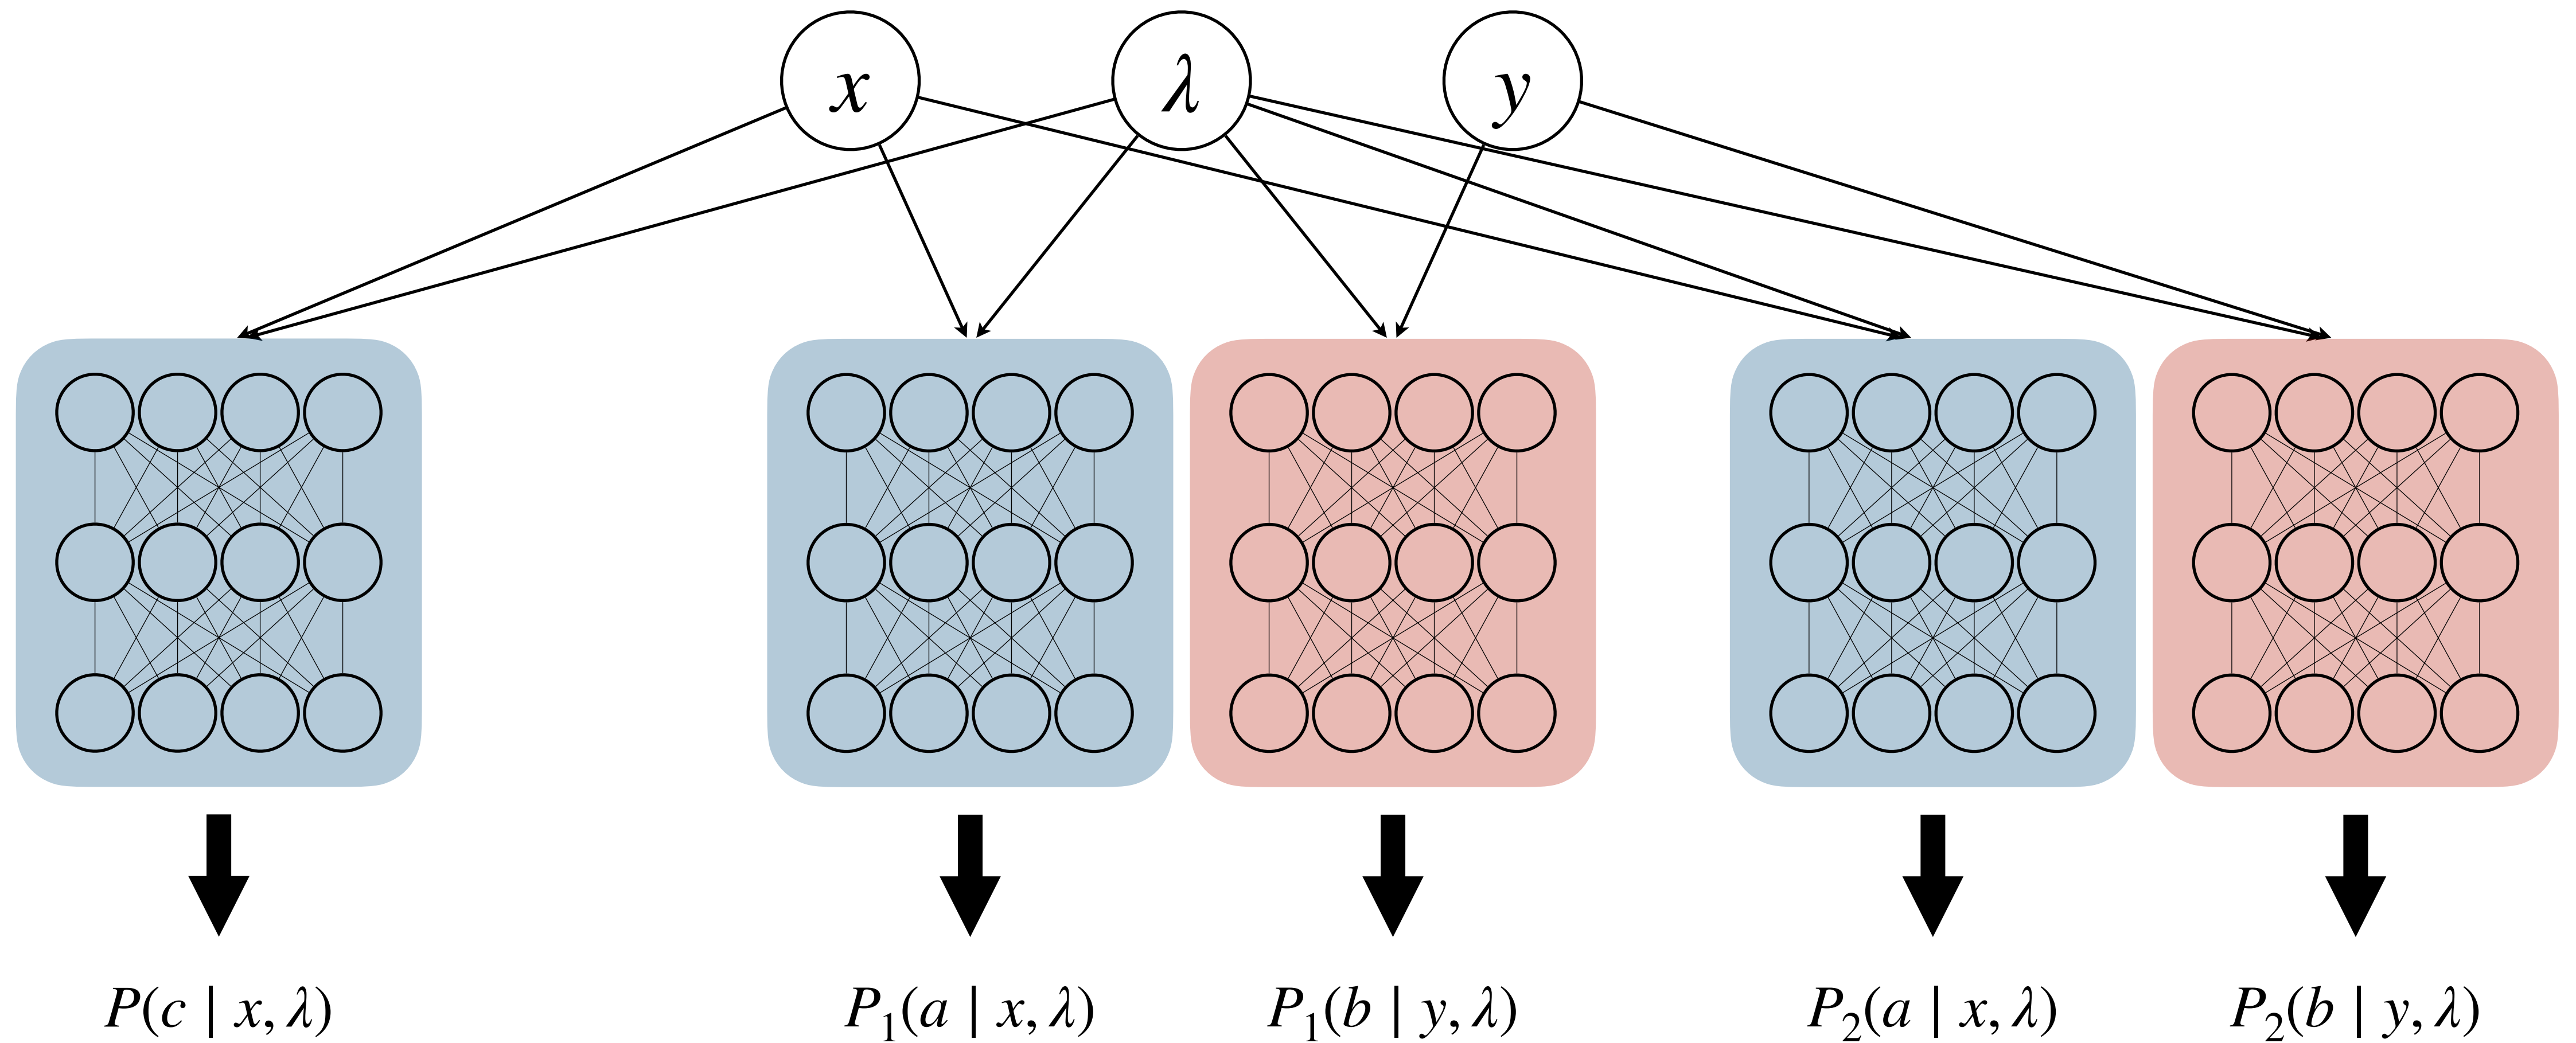 x λ y
P(c | x, λ) P₁(a | x, λ) P₁(b | y, λ) P₂(a | x, λ) P₂(b | y, λ)